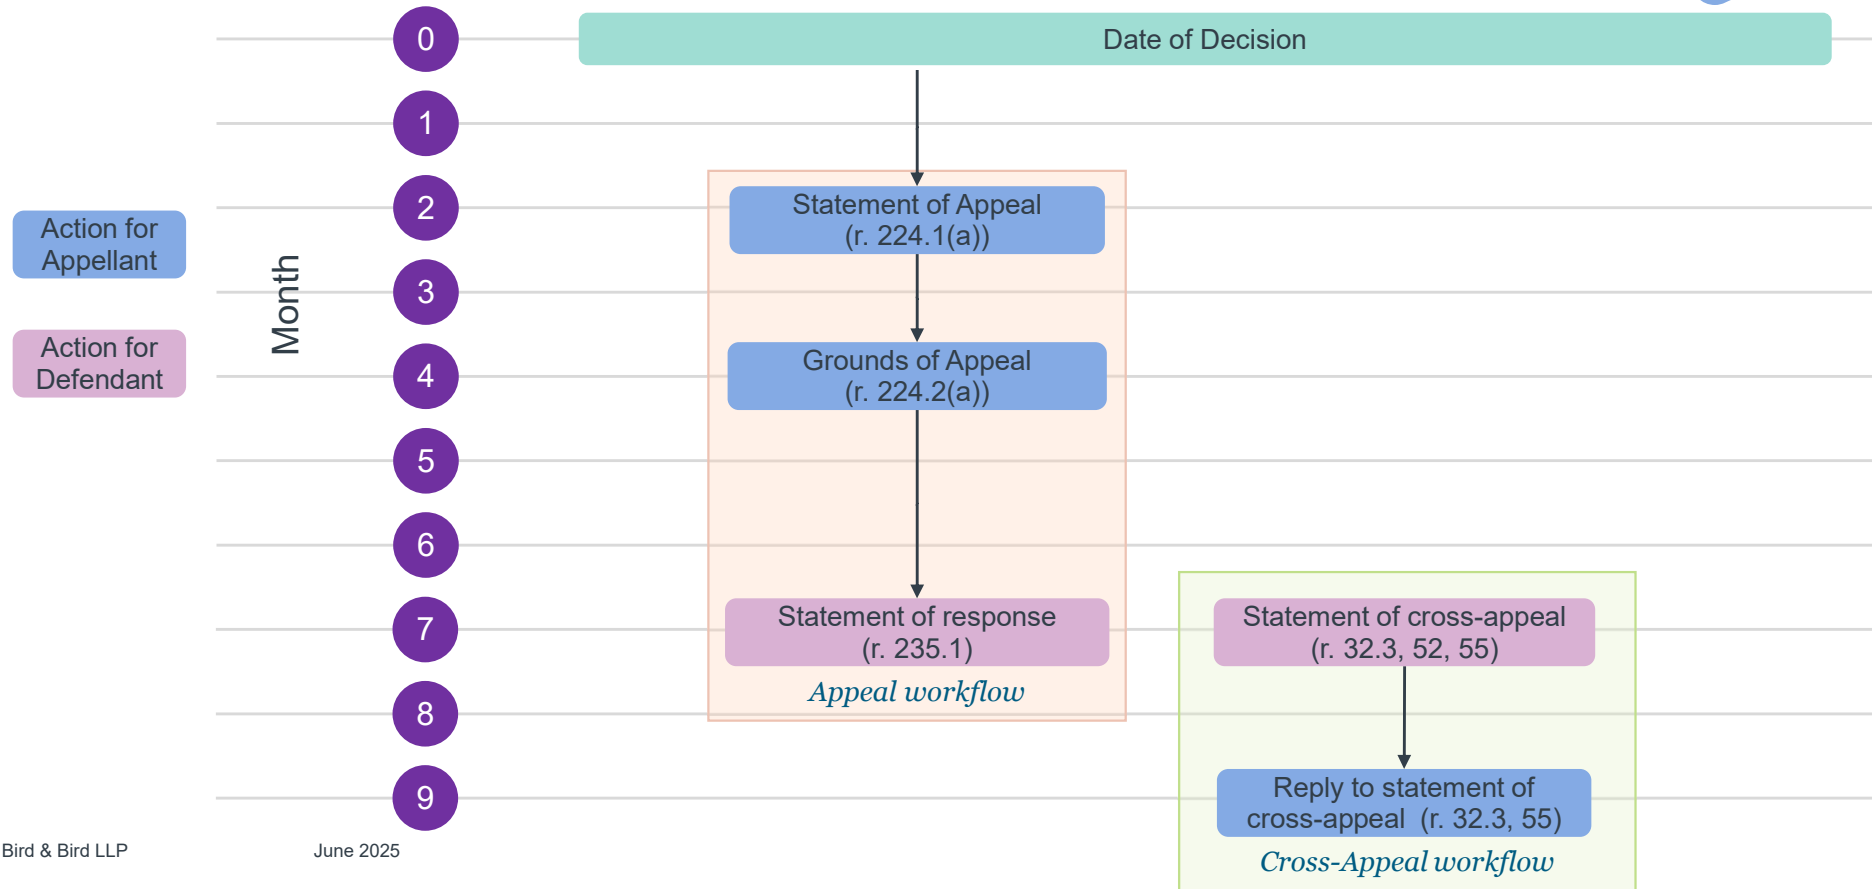 0
Date of Decision
1
2
Statement of Appeal
(r. 224.1(a))
Action for
Appellant
Month
3
Action for
Defendant
4
Grounds of Appeal
(r. 224.2(a))
5
6
7
Statement of response
(r. 235.1)
Statement of cross-appeal
(r. 32.3, 52, 55)
Appeal workflow
8
9
Reply to statement of
cross-appeal (r. 32.3, 55)
Bird & Bird LLP
June 2025
Cross-Appeal workflow